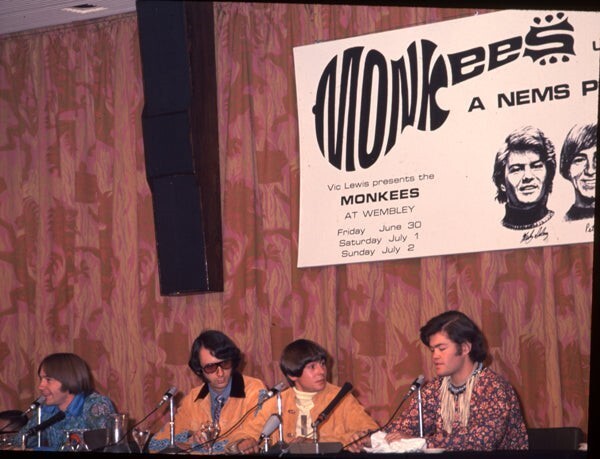 MONKEES
A NEMS P
Vic Lewis presents the
MONKEES
AT WEMBLEY
Friday June 30
Saturday July 1
Sunday July 2